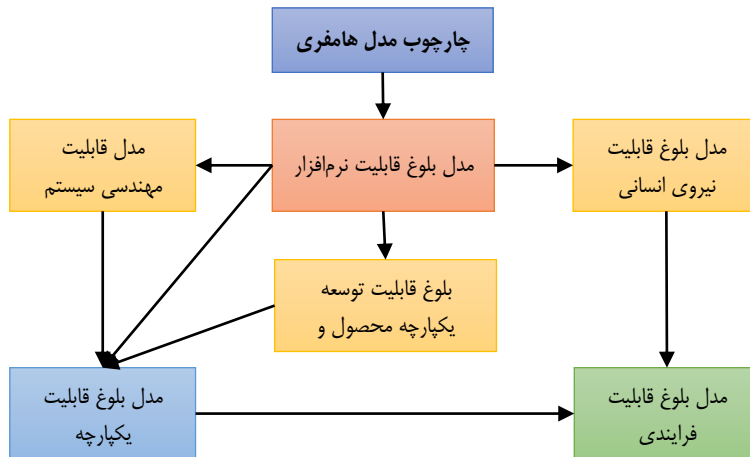 چارچوب مدل هامفری
مدل بلوغ قابلیت
نیروی انسانی
مدل بلوغ قابلیت نرم‌افزار
مدل قابلیت
مهندسی سیستم
بلوغ قابلیت توسعه
یکپارچه محصول و
مدل بلوغ قابلیت
فرایندی
مدل بلوغ قابلیت
یکپارچه